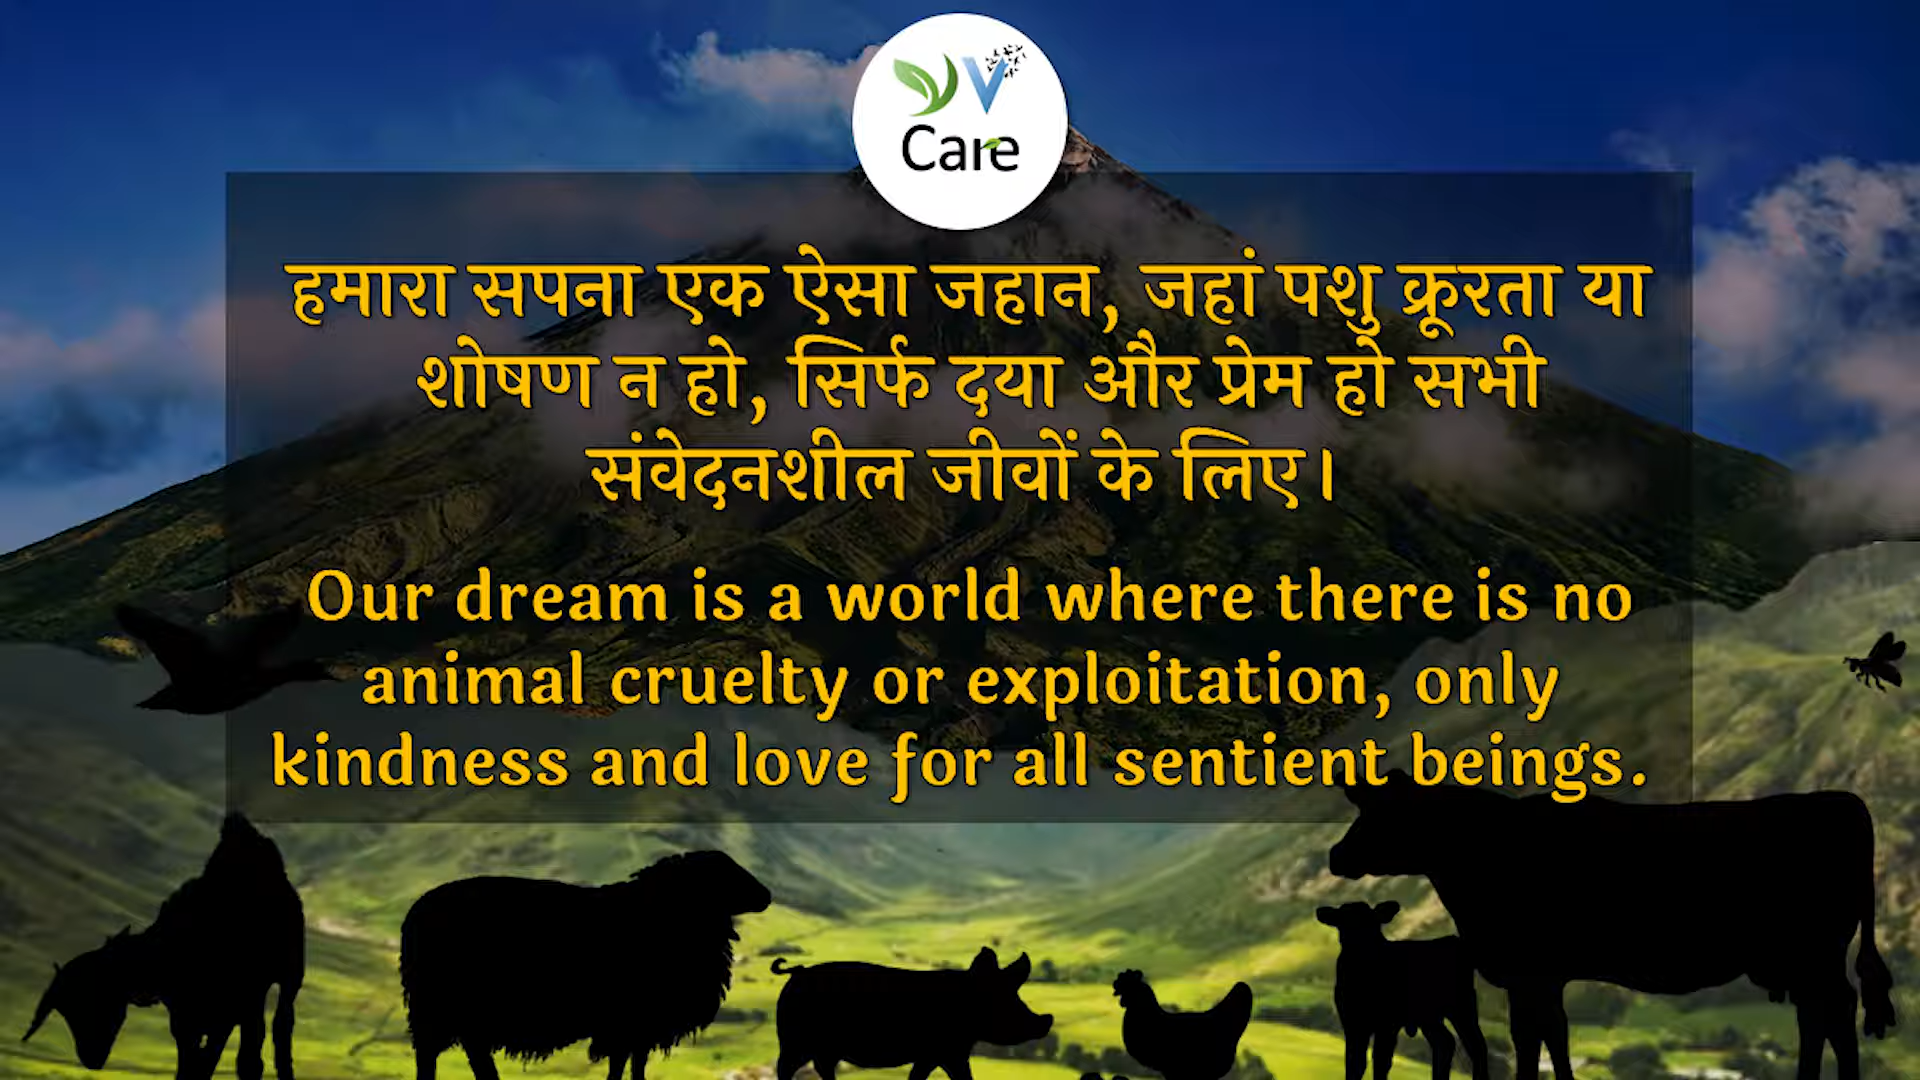 VV
Care
हमारा सपना एक ऐसा जहान, जहां पशु क्रूरता या
शोषण न हो, सिर्फ दया और प्रेम हो सभी
संवेदनशील जीवों के लिए।
Our dream is a world where there is no
animal cruelty or exploitation, only
kindness and love for all sentient beings.